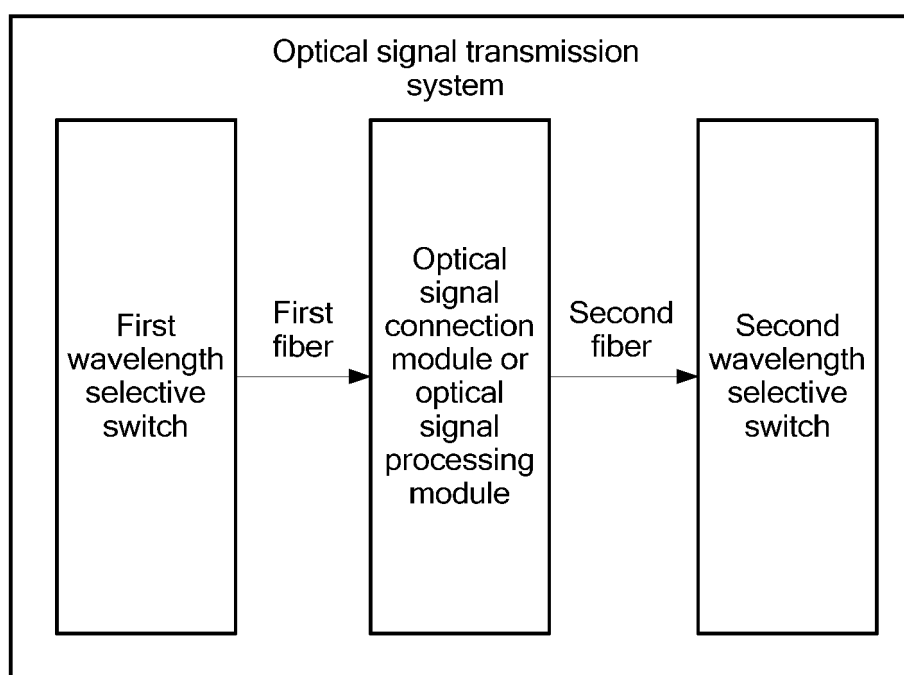 Optical signal transmission
system
First
wavelength
selective
switch
First
fiber
Optical
signal
connection
module or
optical
signal
processing
module
Second
fiber
Second
wavelength
selective
switch